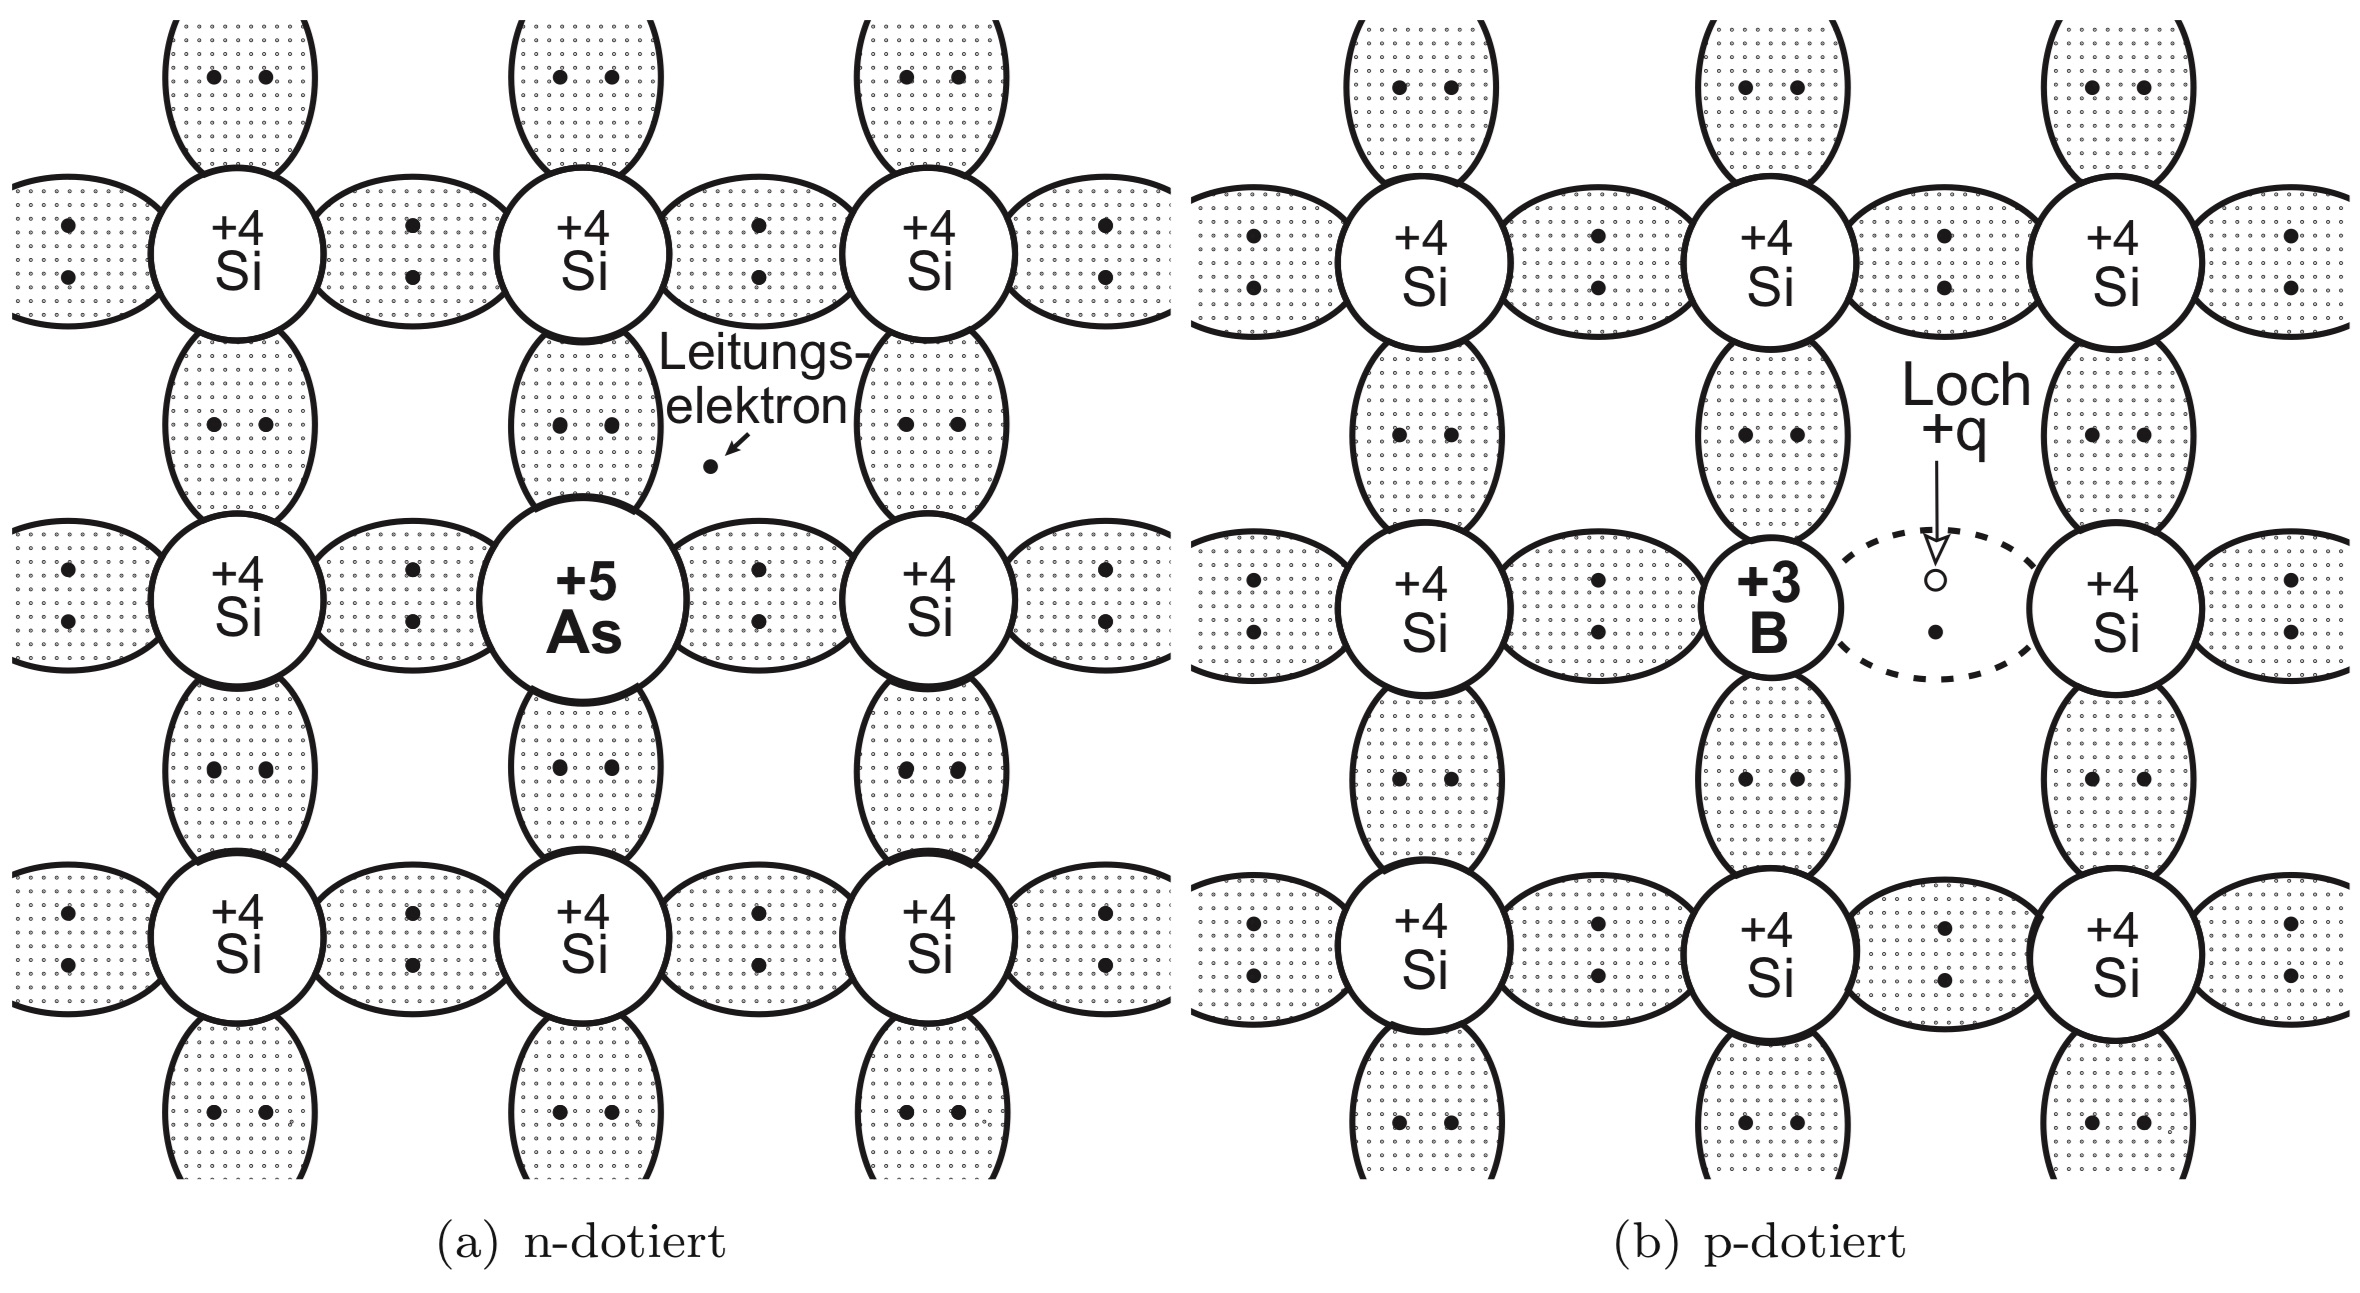 +4
Si
+4
Si
+4
Si
Leitungs-
elektron
+4
Si
+5
As
+4
Si
+4
Si
+4
Si
+4
Si
(a) n-dotiert
+4
Si
+4
Si
+4
Si
Loch
+q
+4
Si
+3
B
+4
Si
+4
Si
+4
Si
+4
Si
(b) p-dotiert